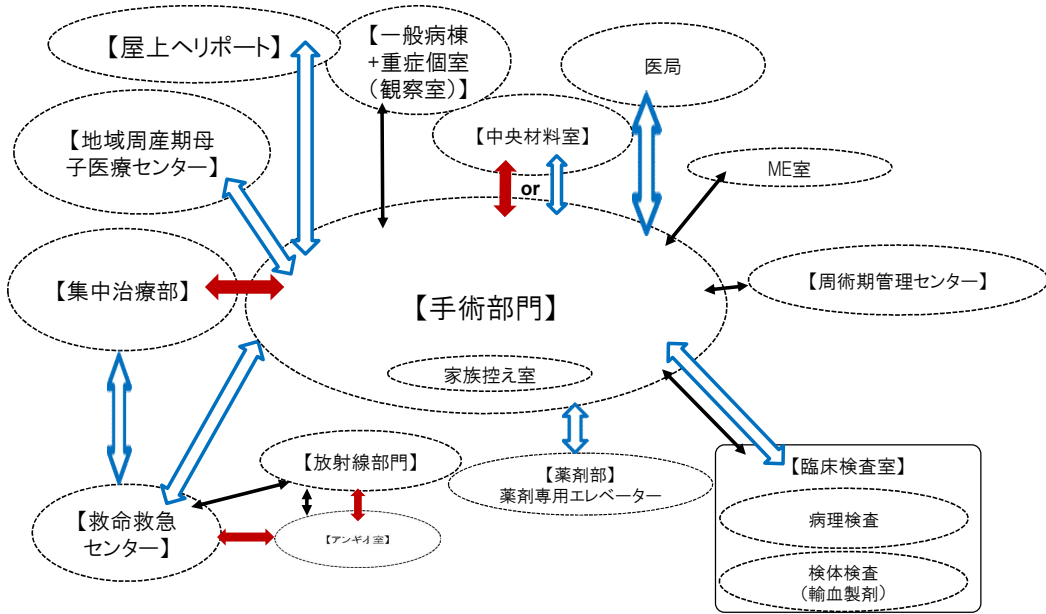 【屋上ヘリポート】
【一般病棟
+重症個室
（観察室）】
医局
【中央材料室】
【地域周産期母
子医療センター】
or
ME室
【集中治療部】
【周術期管理センター】
【手術部門】
家族控え室
【放射線部門】
【薬剤部】
薬剤専用エレベーター
【臨床検査室】
【救命救急
センター】
【アンギオ室】
病理検査
検体検査
（輸血製剤）